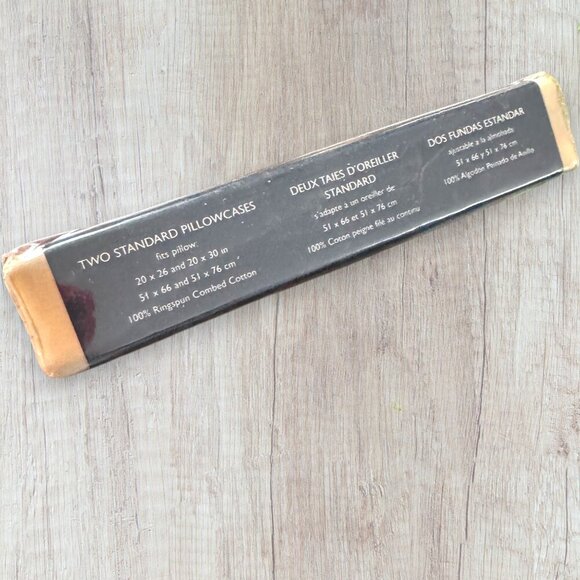 TWO STANDARD PILLOWCASES
fits pillow:
20 x 26 and 20 x 30 in
51 x 66 and 51 x 76 cm
100% Ringspun Combed Cotton
DEUX TAIES D'OREILLER
STANDARD
s'adapte à un oreiller de
51 x 66 et 51 x 76 cm
100% Coton peigné filé au continu
DOS FUNDAS ESTANDAR
ajustable a la almohada
51 x 66 y 51 x 76 cm
100% Algodon Peinado de Anillo